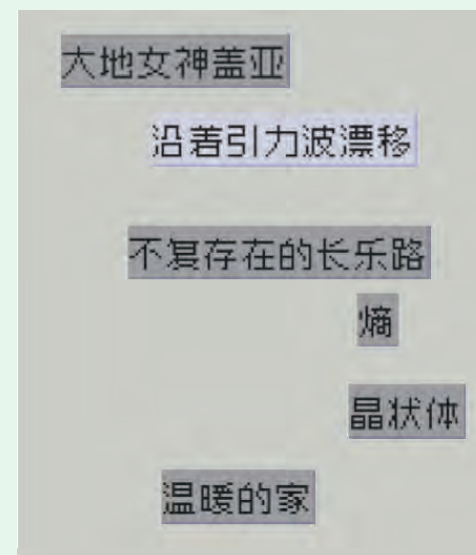 大地女神盖亚
沿着引力波漂移
不复存在的长乐路
熵
晶状体
温暖的家